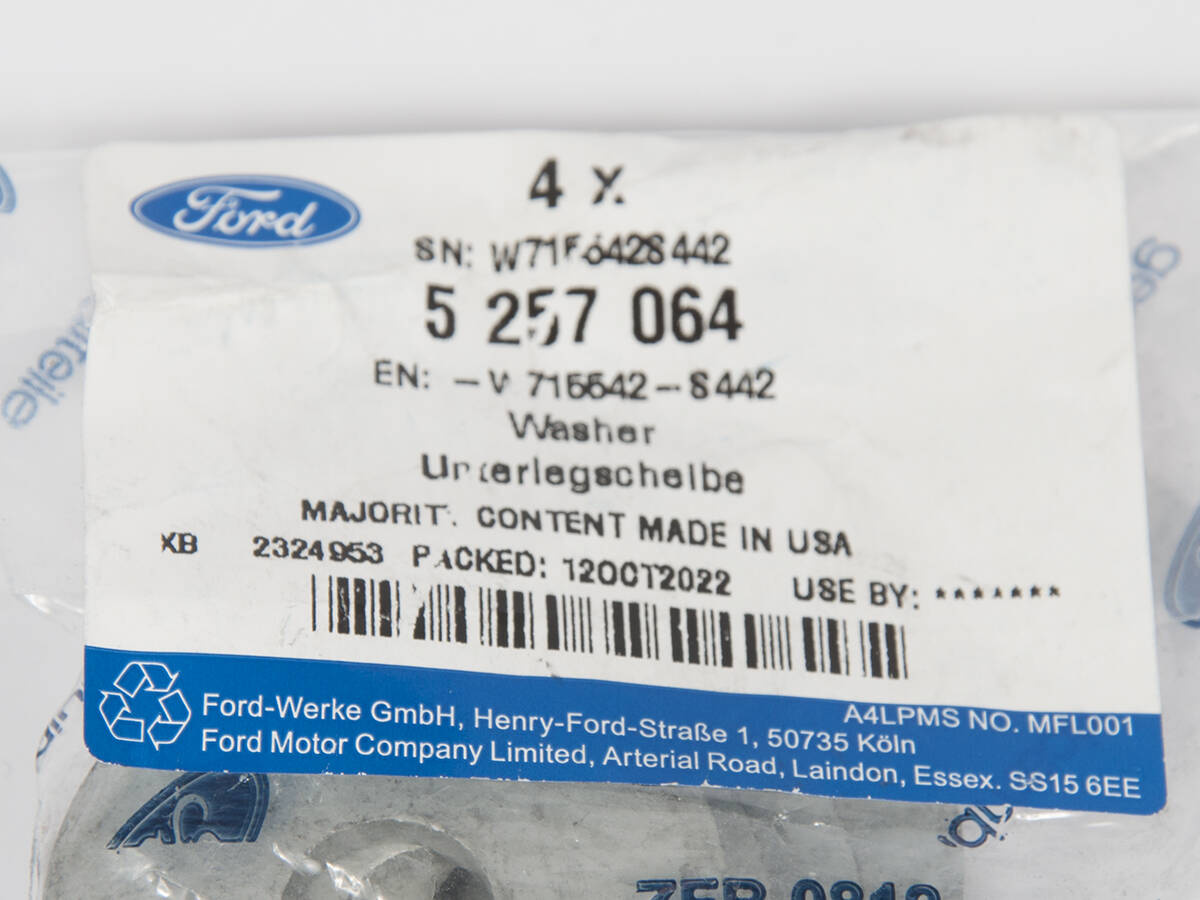 Ford
4 X
SN: W715642S442
5 257 064
EN: -W 715642-S442
Washer
Unterlegscheibe
MAJORITY CONTENT MADE IN USA
XB 2324953 PACKED: 12OCT2022 USE BY: *******
A4LPMS NO. MFL001
Ford-Werke GmbH, Henry-Ford-Straße 1, 50735 Köln
Ford Motor Company Limited, Arterial Road, Laindon, Essex. SS15 6EE